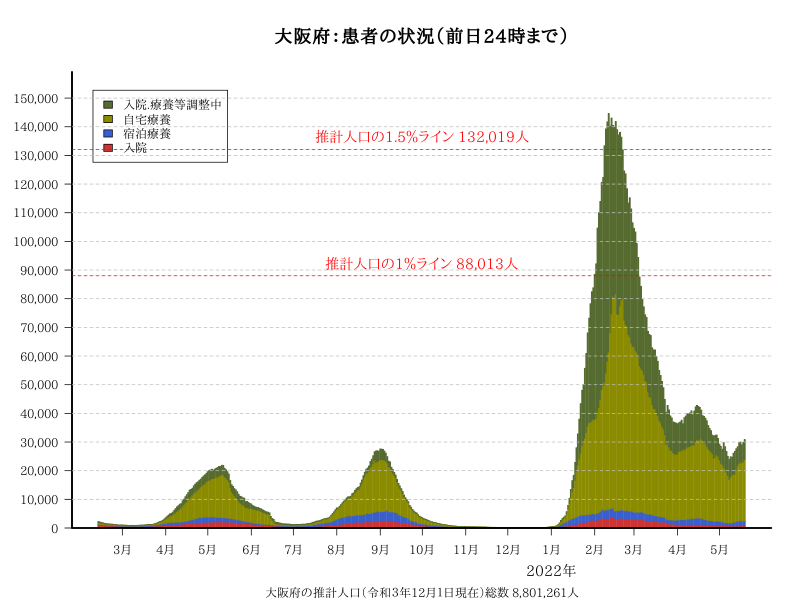 大阪府:患者の状況(前日24時まで)
150,000
140,000
130,000
120,000
110,000
100,000
90,000
80,000
70,000
60,000
50,000
40,000
30,000
20,000
10,000
0
入院.療養等調整中
自宅療養
宿泊療養
入院
推計人口の1.5%ライン 132,019人
推計人口の1%ライン 88,013人
3月 4月 5月 6月 7月 8月 9月 10月 11月 12月 1月 2月 3月 4月 5月
2022年
大阪府の推計人口(令和3年12月1日現在)総数 8,801,261人